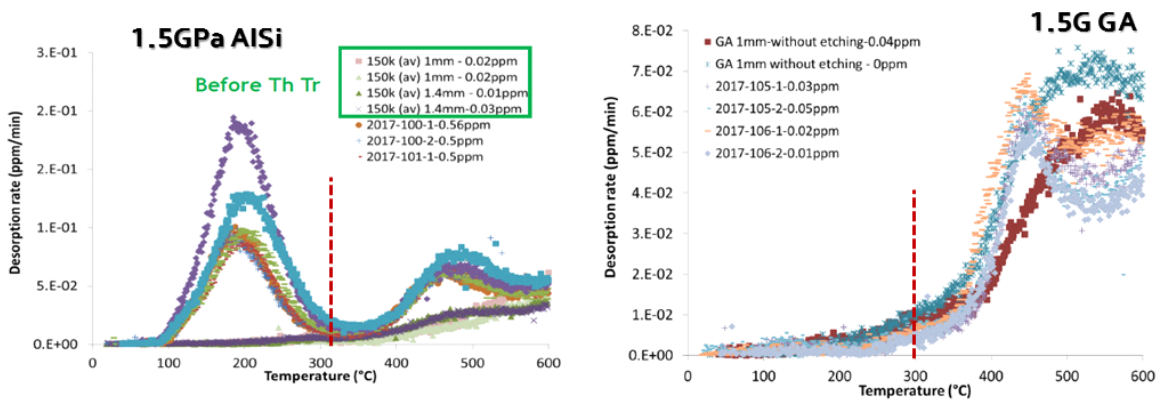 1.5GPa AlSi
3.E-01
2.E-01
2.E-01
1.E-01
5.E-02
0.E+00
Desorption rate (ppm/min)
Before Th Tr
150k (av) 1mm - 0.02ppm
150k (av) 1mm - 0.02ppm
150k (av) 1.4mm - 0.01ppm
150k (av) 1.4mm-0.03ppm
2017-100-1-0.56ppm
2017-100-2-0.5ppm
2017-101-1-0.5ppm
0 100 200 300 400 500 600
Temperature (°C)
1.5G GA
8.E-02
7.E-02
6.E-02
5.E-02
4.E-02
3.E-02
2.E-02
1.E-02
0.E+00
Desorption rate (ppm/min)
GA 1mm-without etching-0.04ppm
GA 1mm without etching - 0ppm
2017-105-1-0.03ppm
2017-105-2-0.05ppm
2017-106-1-0.02ppm
2017-106-2-0.01ppm
0 100 200 300 400 500 600
Temperature (°C)